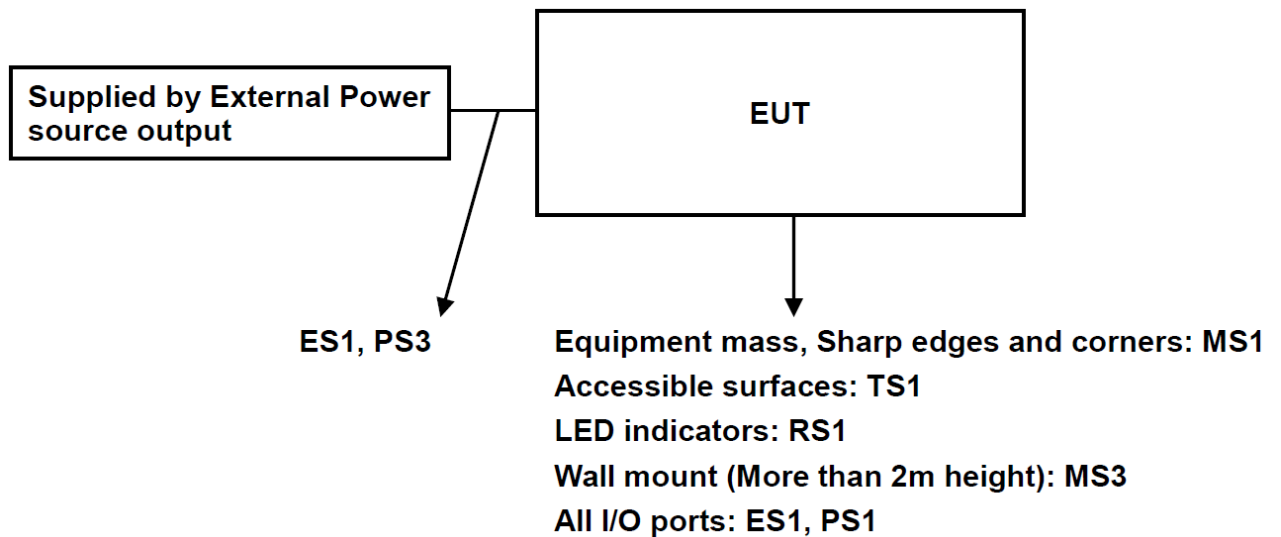 Supplied by External Power
source output
EUT
ES1, PS3
Equipment mass, Sharp edges and corners: MS1
Accessible surfaces: TS1
LED indicators: RS1
Wall mount (More than 2m height): MS3
All I/O ports: ES1, PS1